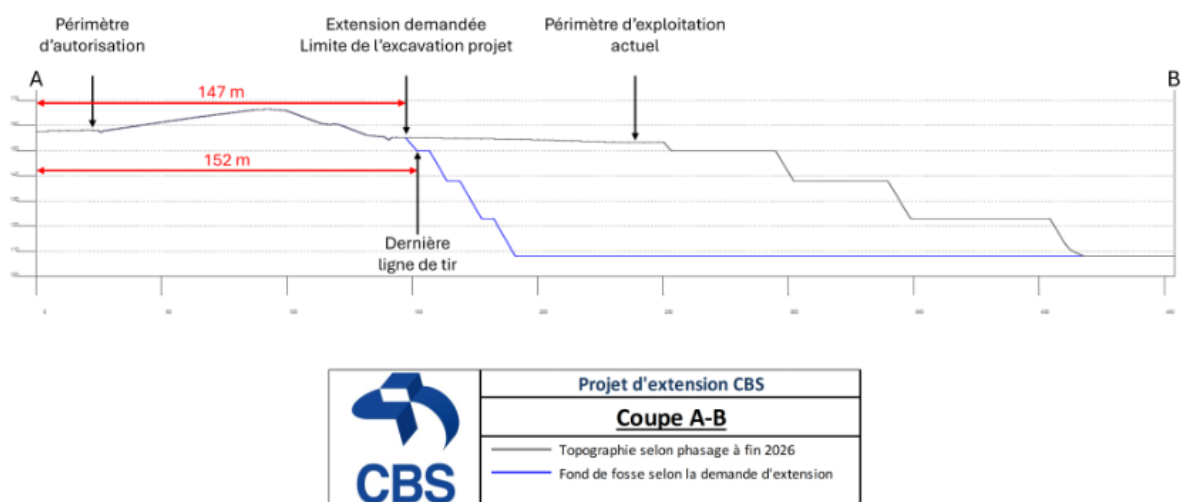 Périmètre
d'autorisation
Extension demandée
Limite de l'excavation projet
Périmètre d'exploitation
actuel
A
B
147 m
152 m
Dernière
ligne de tir
CBS
Projet d'extension CBS
Coupe A-B
Topographie selon phasage à fin 2026
Fond de fosse selon la demande d'extension